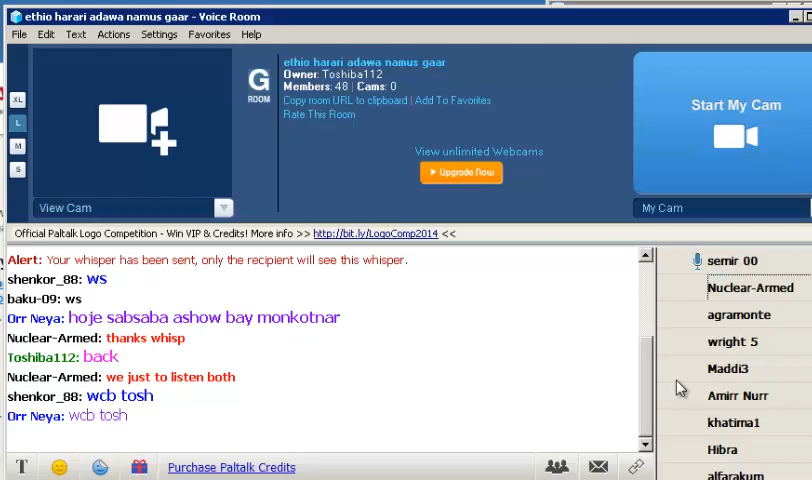 ethio harari adawa namus gaar - Voice Room
File Edit Text Actions Settings Favorites Help
XL
L
M
S
View Cam
G
ROOM
ethio harari adawa namus gaar
Owner: Toshiba112
Members: 48 | Cams: 0
Copy room URL to clipboard | Add To Favorites
Rate This Room
View unlimited Webcams
Upgrade Now
Start My Cam
My Cam
Official Paltalk Logo Competition - Win VIP & Credits! More info >> http://bit.ly/LogoComp2014 <<
Alert: Your whisper has been sent, only the recipient will see this whisper.
shenkor_88: ws
baku-09: ws
Orr Neya: hoje sabsaba ashow bay monkotnar
Nuclear-Armed: thanks whisp
Toshiba112: back
Nuclear-Armed: we just to listen both
shenkor_88: wcb tosh
Orr Neya: wcb tosh
semir 00
Nuclear-Armed
agramonte
wright 5
Maddi3
Amirr Nurr
khatima1
Hibra
alfarakum
T
Purchase Paltalk Credits